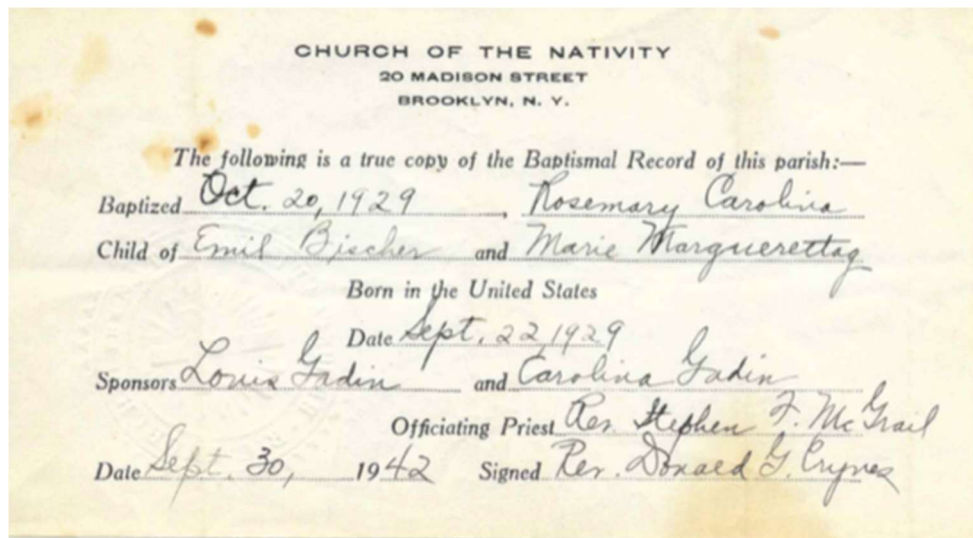 CHURCH OF THE NATIVITY
20 MADISON STREET
BROOKLYN, N. Y.
The following is a true copy of the Baptismal Record of this parish:—
Baptized Oct. 20, 1929, Rosemary Carolina
Child of Emil Bischer and Marie
Born in the United States
Date Sept. 22, 1929
Sponsors Louis Gadin and Carolina Gadin
Officiating Priest Rev. Stephen F. McGrail
Date Sept. 30, 1942 Signed Rev. Donald G.